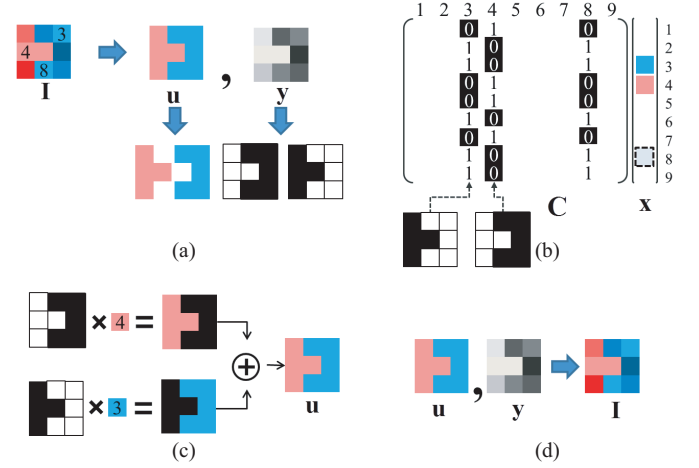 3
4
8
I
u , y
(a)
1 2 3 4 5 6 7 8 9
0 1 0 1
1 0 1 2
1 0 1 3
0 1 0 4
0 1 0 5
1 0 1 6
0 1 0 7
1 0 1 8
1 0 1 9
C x
(b)
× 4 =
+
u
× 3 =
(c)
u , y I
(d)